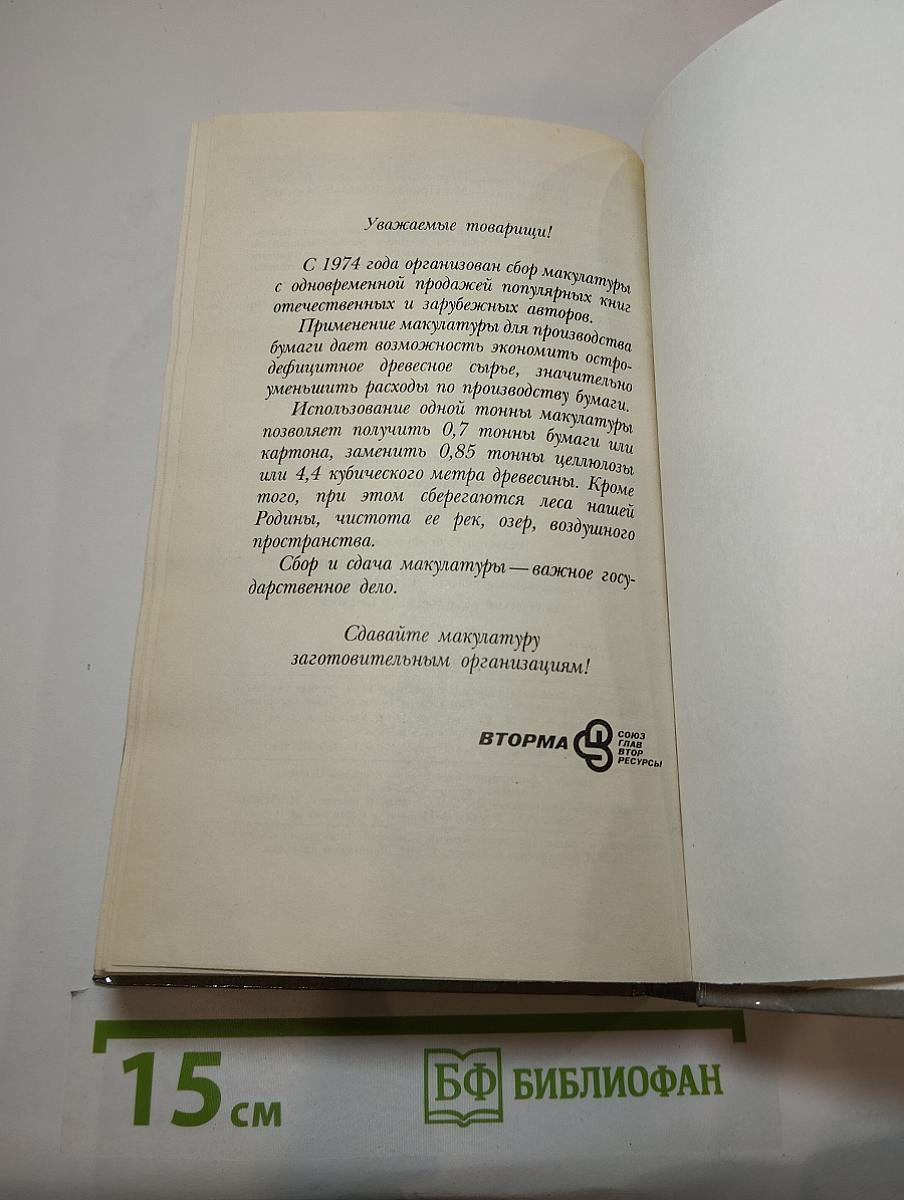 Уважаемые товарищи!
С 1974 года организован сбор макулатуры
с одновременной продажей популярных книг
отечественных и зарубежных авторов.
Применение макулатуры для производства
бумаги дает возможность экономить остро-
дефицитное древесное сырье, значительно
уменьшить расходы по производству бумаги.
Использование одной тонны макулатуры
позволяет получить 0,7 тонны бумаги или
картона, заменить 0,85 тонны целлюлозы
или 4,4 кубического метра древесины. Кроме
того, при этом сберегаются леса нашей
Родины, чистота ее рек, озер, воздушного
пространства.
Сбор и сдача макулатуры — важное госу-
дарственное дело.
Сдавайте макулатуру
заготовительным организациям!
ВТОРМА
СОЮЗ
ГЛАВ
ВТОР
РЕСУРСЫ
15 см
БФ БИБЛИОФАН